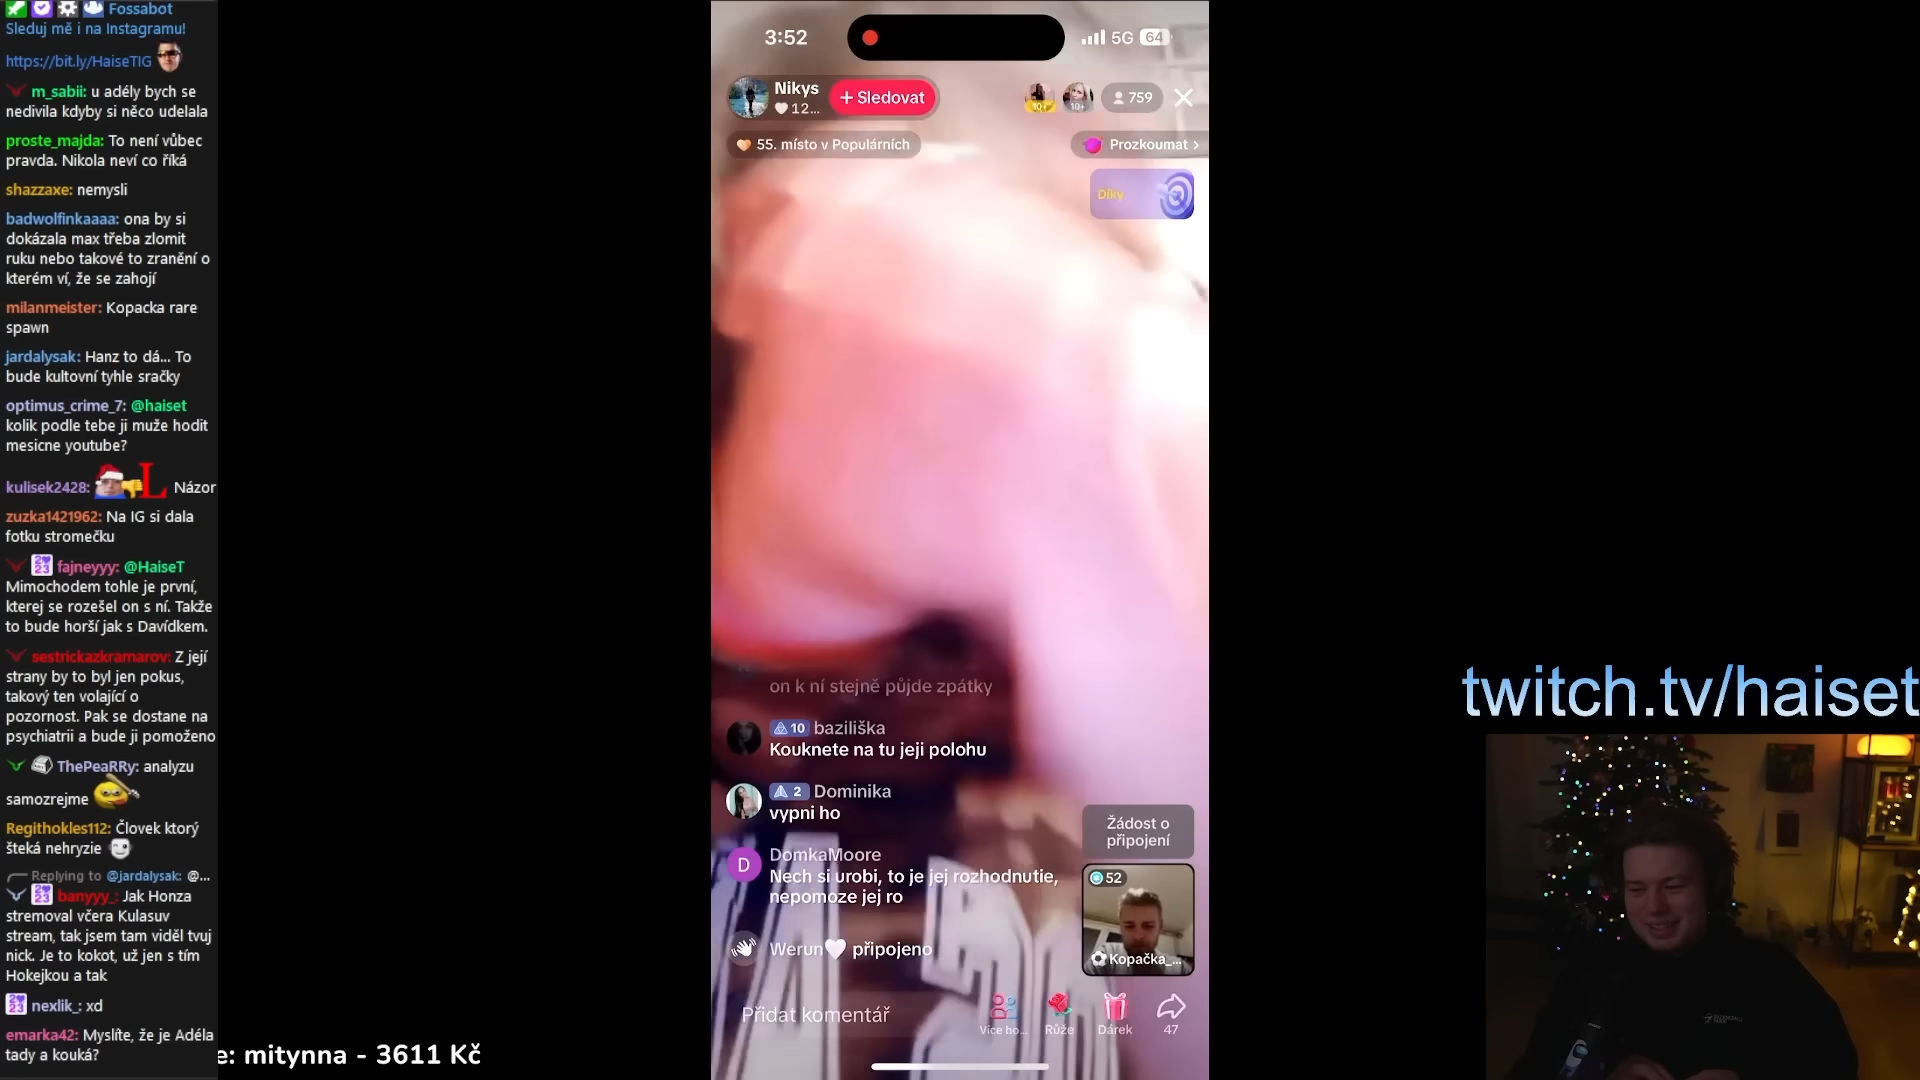 Fossabot
Sleduj mě i na Instagramu!
https://bit.ly/HaiseTIG
m_sabii: u adély bych se
nedivila kdyby si něco udelala
proste_majda: To není vůbec
pravda. Nikola neví co říká
shazzaxe: nemysli
badwolfinkaaaa: ona by si
dokázala max třeba zlomit
ruku nebo takové to zranění o
kterém ví, že se zahojí
milanmeister: Kopacka rare
spawn
jardalysak: Hanz to dá... To
bude kultovní tyhle sračky
optimus_crime_7: @haiset
kolik podle tebe ji muže hodit
mesicne youtube?
kulisek2428: L Názor
zuzka1421962: Na IG si dala
fotku stromečku
fajneyyy: @HaiseT
Mimochodem tohle je první,
kterej se rozešel on s ní. Takže
to bude horší jak s Davídkem.
sestrickazkramarov: Z její
strany by to byl jen pokus,
takový ten volající o
pozornost. Pak se dostane na
psychiatrii a bude ji pomoženo
ThePeaRRy: analyzu
samozrejme
Regithokles112: Človek ktorý
šteká nehryzie
Replying to @jardalysak: @...
banyyy_: Jak Honza
stremoval včera Kulasuv
stream, tak jsem tam viděl tvuj
nick. Je to kokot, už jen s tím
Hokejkou a tak
nexlik_: xd
emarka42: Myslíte, že je Adéla
tady a kouká?
e: mitynna - 3611 Kč
3:52
5G 64
Nikys
12...
+ Sledovat
10+
10+
759
55. místo v Populárních
Prozkoumat >
Díky
on k ní stejně půjde zpátky
10 baziliška
Kouknete na tu jeji polohu
2 Dominika
vypni ho
D
DomkaMoore
Nech si urobi, to je jej rozhodnutie,
nepomoze jej ro
Werun připojeno
Žádost o
připojení
52
Kopačka_...
Přidat komentář
Více ho...
Růže
Dárek
47
twitch.tv/haiset